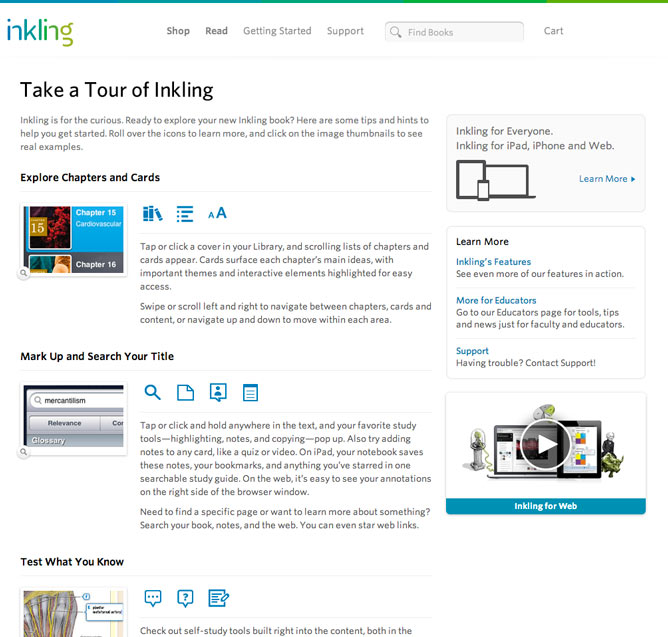 inkling
Shop Read Getting Started Support Find Books Cart
Take a Tour of Inkling
Inkling is for the curious. Ready to explore your new Inkling book? Here are some tips and hints to
help you get started. Roll over the icons to learn more, and click on the image thumbnails to see
real examples.
Explore Chapters and Cards
15
Chapter 15
Cardiovascular
Chapter 16
A A
Tap or click a cover in your Library, and scrolling lists of chapters and
cards appear. Cards surface each chapter's main ideas, with
important themes and interactive elements highlighted for easy
access.
Swipe or scroll left and right to navigate between chapters, cards and
content, or navigate up and down to move within each area.
Mark Up and Search Your Title
mercantilism
Relevance Cor
Glossary
Tap or click and hold anywhere in the text, and your favorite study
tools—highlighting, notes, and copying—pop up. Also try adding
notes to any card, like a quiz or video. On iPad, your notebook saves
these notes, your bookmarks, and anything you've starred in one
searchable study guide. On the web, it's easy to see your annotations
on the right side of the browser window.
Need to find a specific page or want to learn more about something?
Search your book, notes, and the web. You can even star web links.
Test What You Know
?
Check out self-study tools built right into the content, both in the
Inkling for Everyone.
Inkling for iPad, iPhone and Web.
Learn More
Learn More
Inkling's Features
See even more of our features in action.
More for Educators
Go to our Educators page for tools, tips
and news just for faculty and educators.
Support
Having trouble? Contact Support!
Inkling for Web